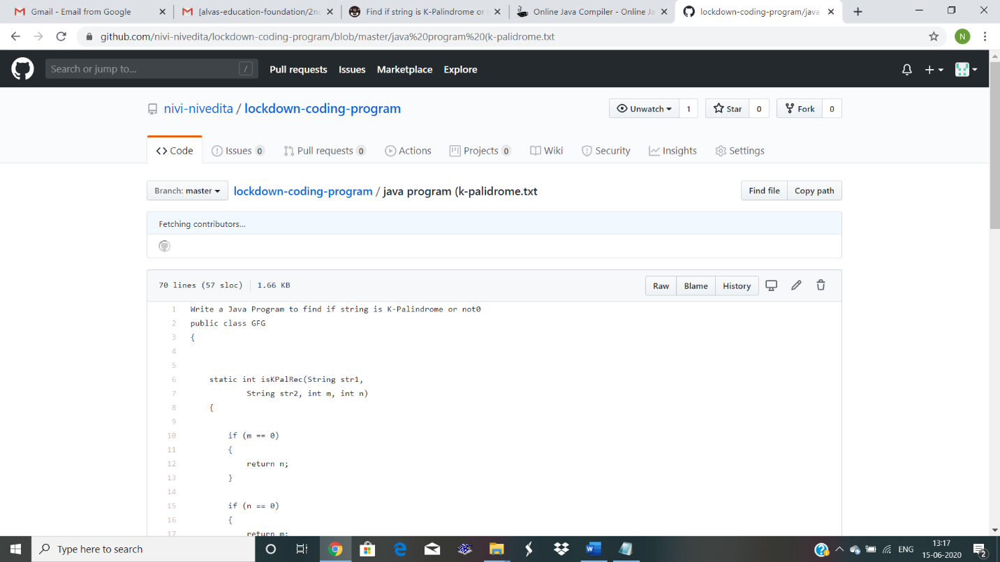 Gmail - Email from Google
[alvas-education-foundation/2n
Find if string is K-Palindrome or
Online Java Compiler - Online Ja
lockdown-coding-program/java
github.com/nivi-nivedita/lockdown-coding-program/blob/master/java%20program%20(k-palidrome.txt
N
Search or jump to...
/
Pull requests Issues Marketplace Explore
nivi-nivedita / lockdown-coding-program
Unwatch 1 Star 0 Fork 0
Code Issues 0 Pull requests 0 Actions Projects 0 Wiki Security Insights Settings
Branch: master lockdown-coding-program / java program (k-palidrome.txt
Find file Copy path
Fetching contributors...
70 lines (57 sloc) 1.66 KB
Raw Blame History
1 Write a Java Program to find if string is K-Palindrome or not0
2 public class GFG
3 {
4
5
6 static int isKPalRec(String str1,
7 String str2, int m, int n)
8 {
9
10 if (m == 0)
11 {
12 return n;
13 }
14
15 if (n == 0)
16 {
17 return m;
Type here to search
ENG
13:17
15-06-2020
2